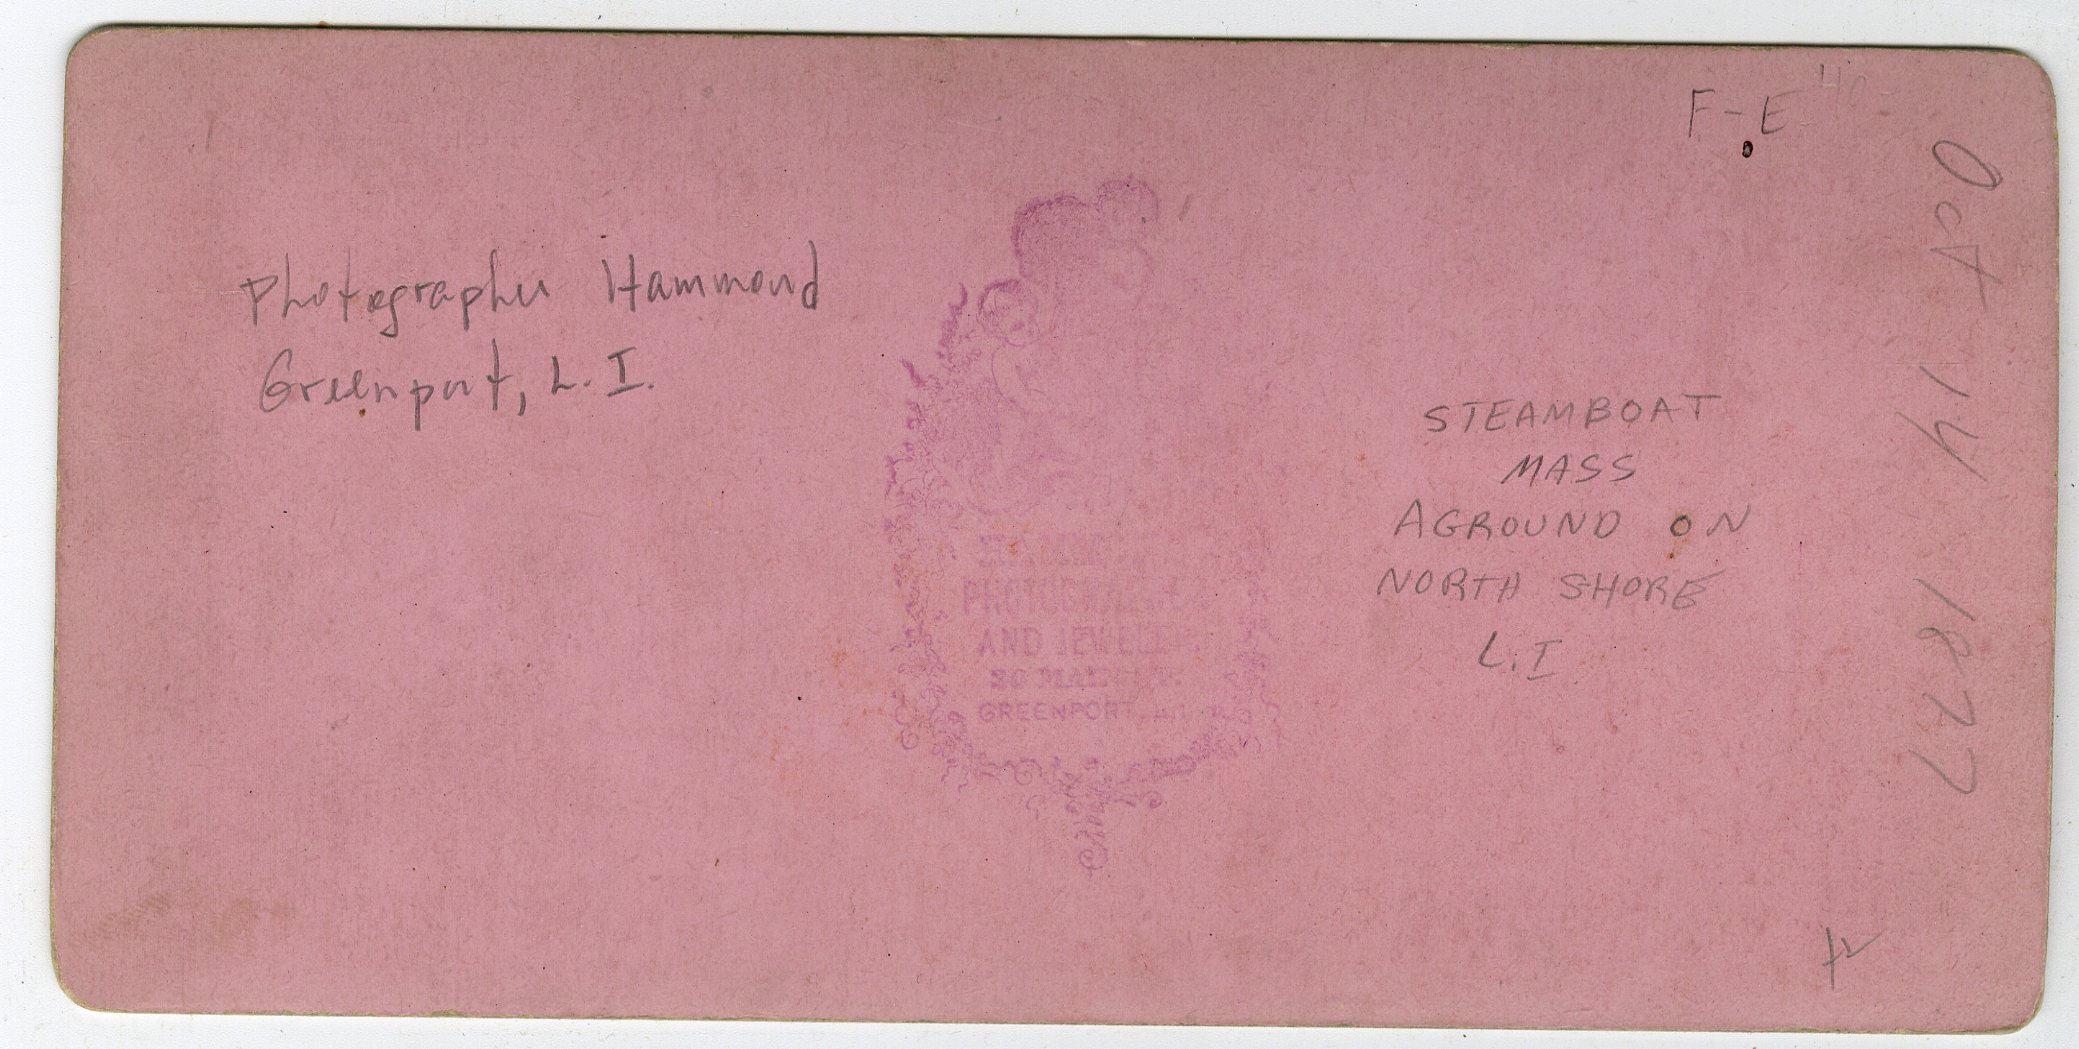 Photographer Hammond
Greenport, L. I.
F-E
40-
STEAMBOAT
MASS
AGROUND ON
NORTH SHORE
L.I.
Oct 14 1877
PHOTOGRAPHER
AND JEWELER
GREENPORT, L.I.